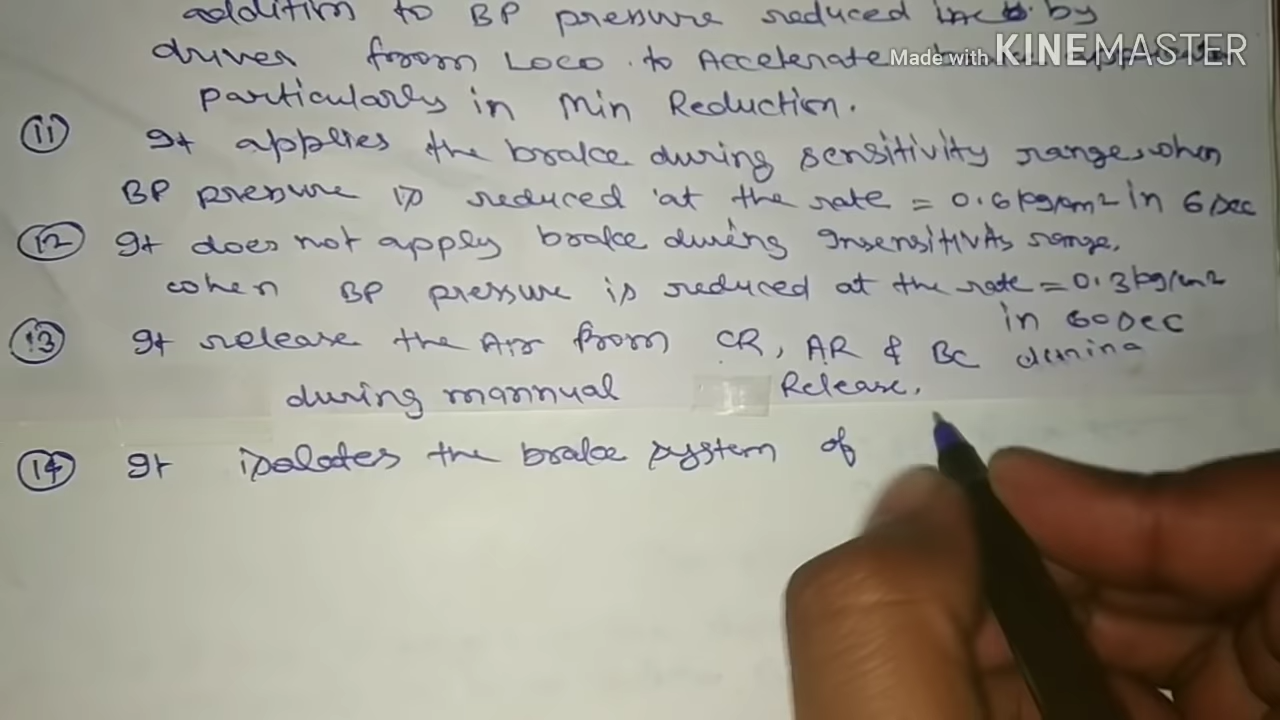 addition to BP pressure reduced by
driver from Loco to Accelerate
Made with KINEMASTER
particularly in Min Reduction.
11 It applies the brake during sensitivity range, when
BP pressure is reduced at the rate = 0.6 kg/cm2 in 6 sec
12 It does not apply brake during Insensitivity range.
when BP pressure is reduced at the rate = 0.3 kg/cm2
in 60 sec
13 It release the Air from CR, AR & BC during
during mannual Release.
14 It isolates the brake system of